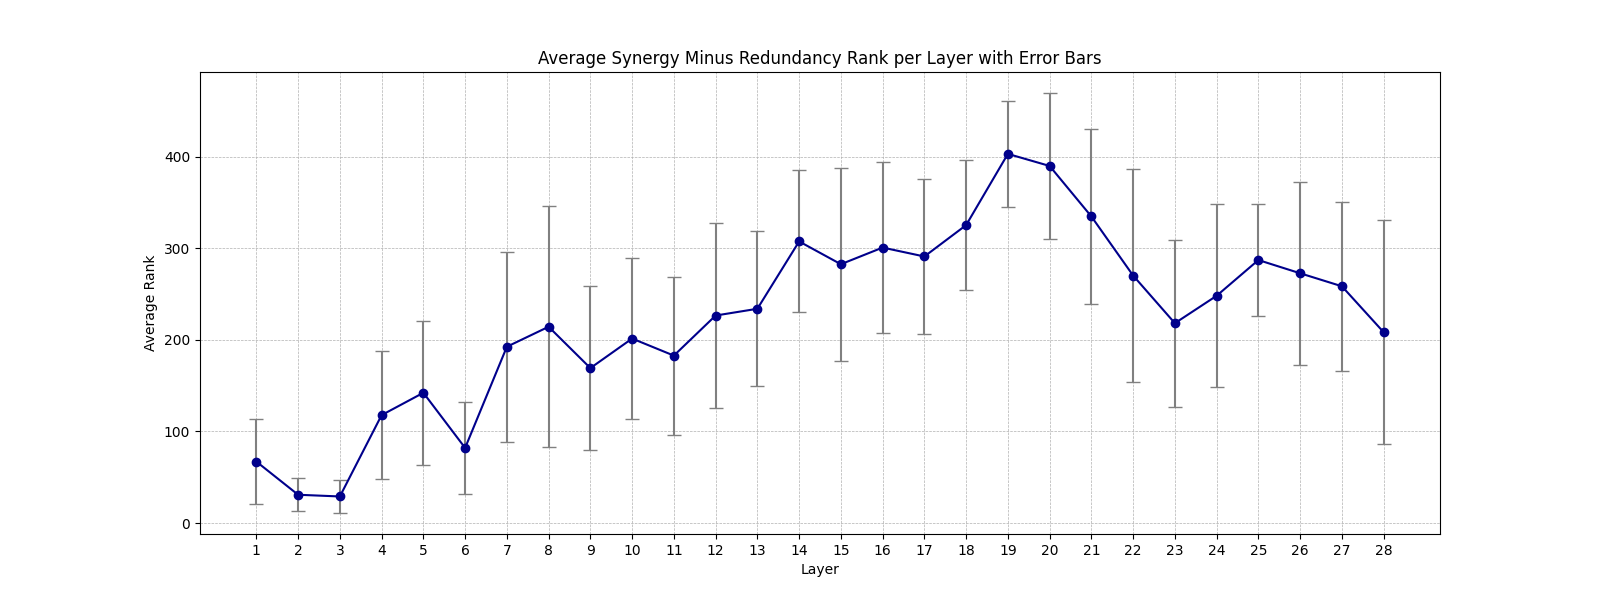 Average Synergy Minus Redundancy Rank per Layer with Error Bars
Average Rank
400
300
200
100
0
1 2 3 4 5 6 7 8 9 10 11 12 13 14 15 16 17 18 19 20 21 22 23 24 25 26 27 28
Layer